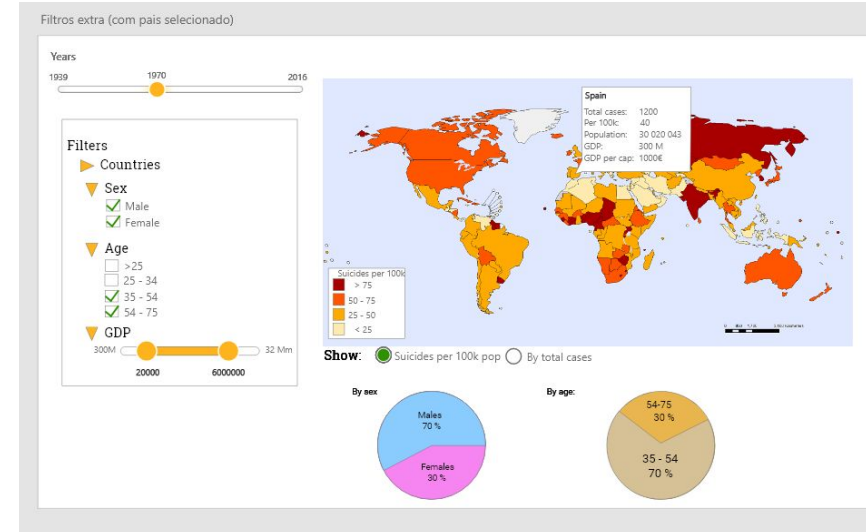 Filtros extra (com pais selecionado)
Years
1939 1970 2016
Filters
Countries
Sex
Male
Female
Age
>25
25 - 34
35 - 54
54 - 75
GDP
300M 32 Mm
20000 6000000
Spain
Total cases: 1200
Per 100k: 40
Population: 30 020 043
GDP: 300 M
GDP per cap: 1000€
Suicides per 100k
> 75
50 - 75
25 - 50
< 25
Show: Suicides per 100k pop By total cases
By sex
Males
70 %
Females
30 %
By age:
54-75
30 %
35 - 54
70 %